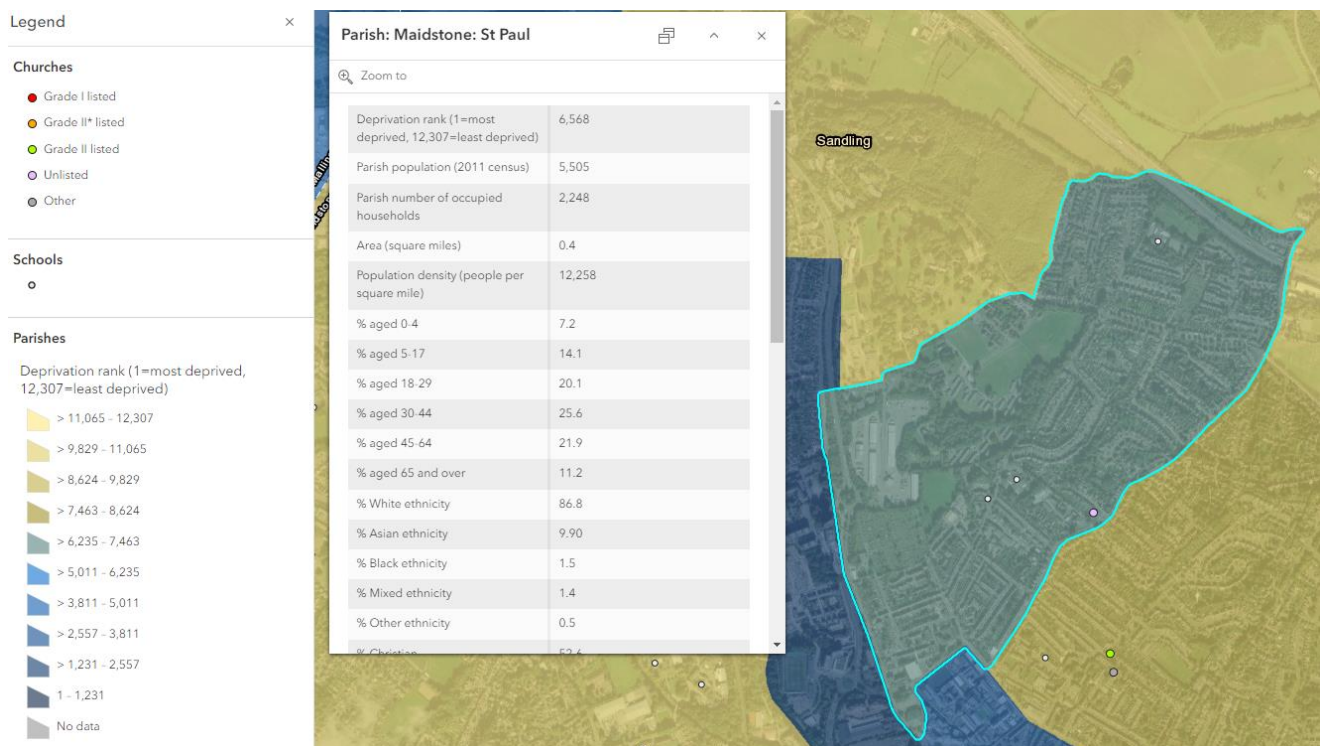 Legend
Churches
Grade I listed
Grade II* listed
Grade II listed
Unlisted
Other
Schools
Parishes
Deprivation rank (1=most deprived,
12,307=least deprived)
> 11,065 - 12,307
> 9,829 - 11,065
> 8,624 - 9,829
> 7,463 - 8,624
> 6,235 - 7,463
> 5,011 - 6,235
> 3,811 - 5,011
> 2,557 - 3,811
> 1,231 - 2,557
1 - 1,231
No data
Parish: Maidstone: St Paul
Zoom to
Deprivation rank (1=most
deprived, 12,307=least deprived) 6,568
Parish population (2011 census) 5,505
Parish number of occupied
households 2,248
Area (square miles) 0.4
Population density (people per
square mile) 12,258
% aged 0-4 7.2
% aged 5-17 14.1
% aged 18-29 20.1
% aged 30-44 25.6
% aged 45-64 21.9
% aged 65 and over 11.2
% White ethnicity 86.8
% Asian ethnicity 9.90
% Black ethnicity 1.5
% Mixed ethnicity 1.4
% Other ethnicity 0.5
% Christian 52.6
Sandling